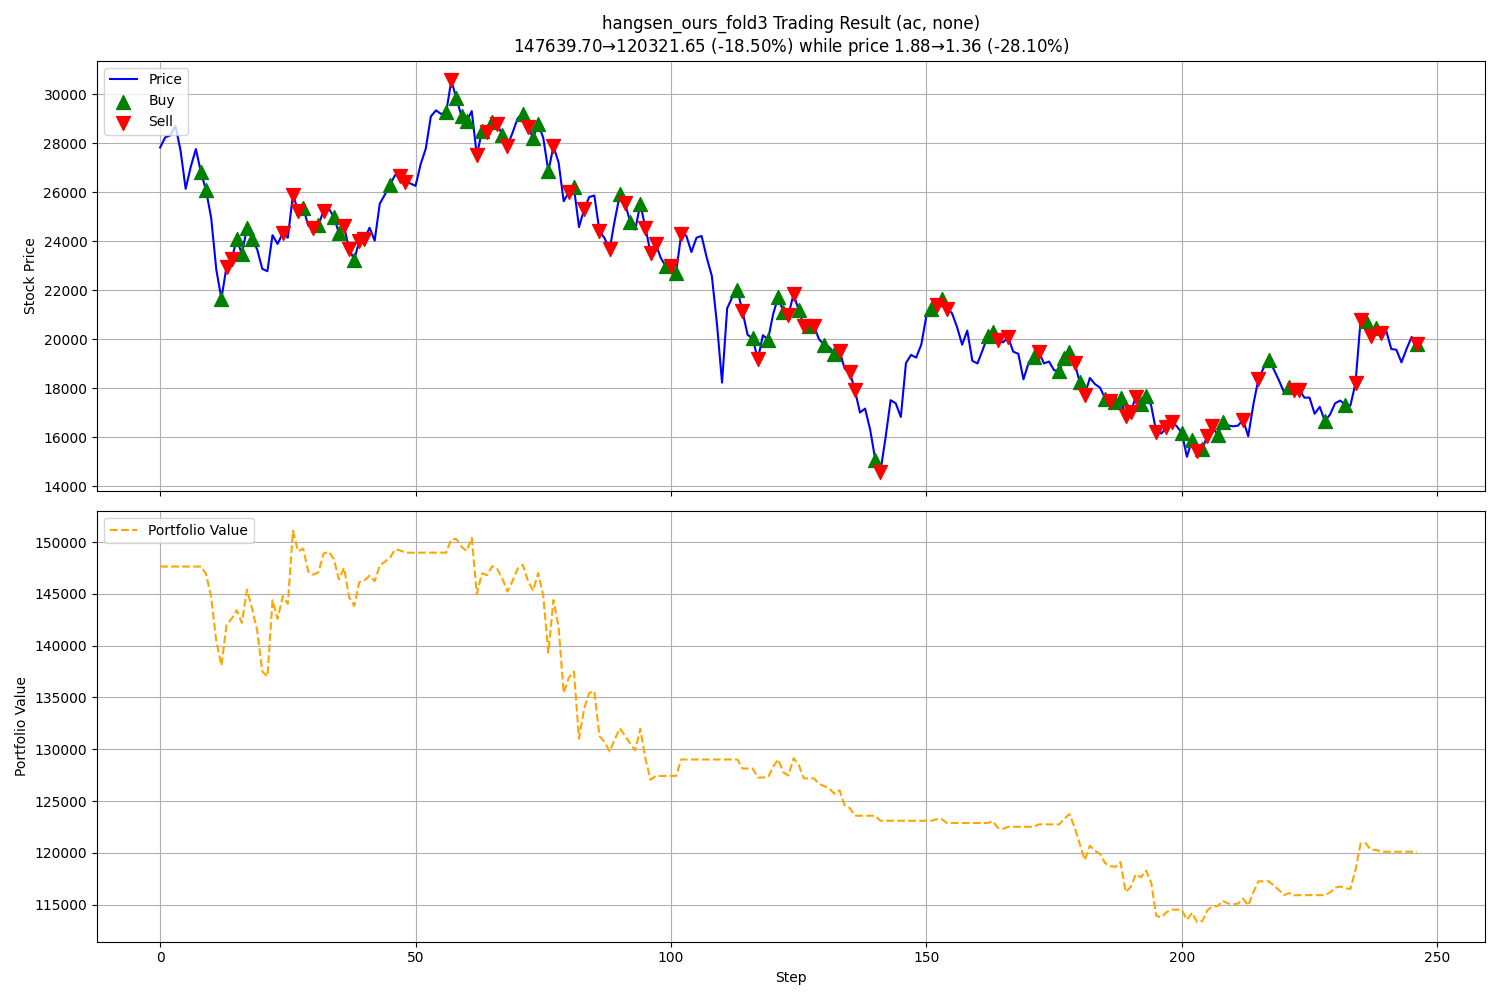 hangsen_ours_fold3 Trading Result (ac, none)
147639.70→120321.65 (-18.50%) while price 1.88→1.36 (-28.10%)
Price
Buy
Sell
Stock Price
30000
28000
26000
24000
22000
20000
18000
16000
14000
Portfolio Value
Portfolio Value
150000
145000
140000
135000
130000
125000
120000
115000
0 50 100 150 200 250
Step